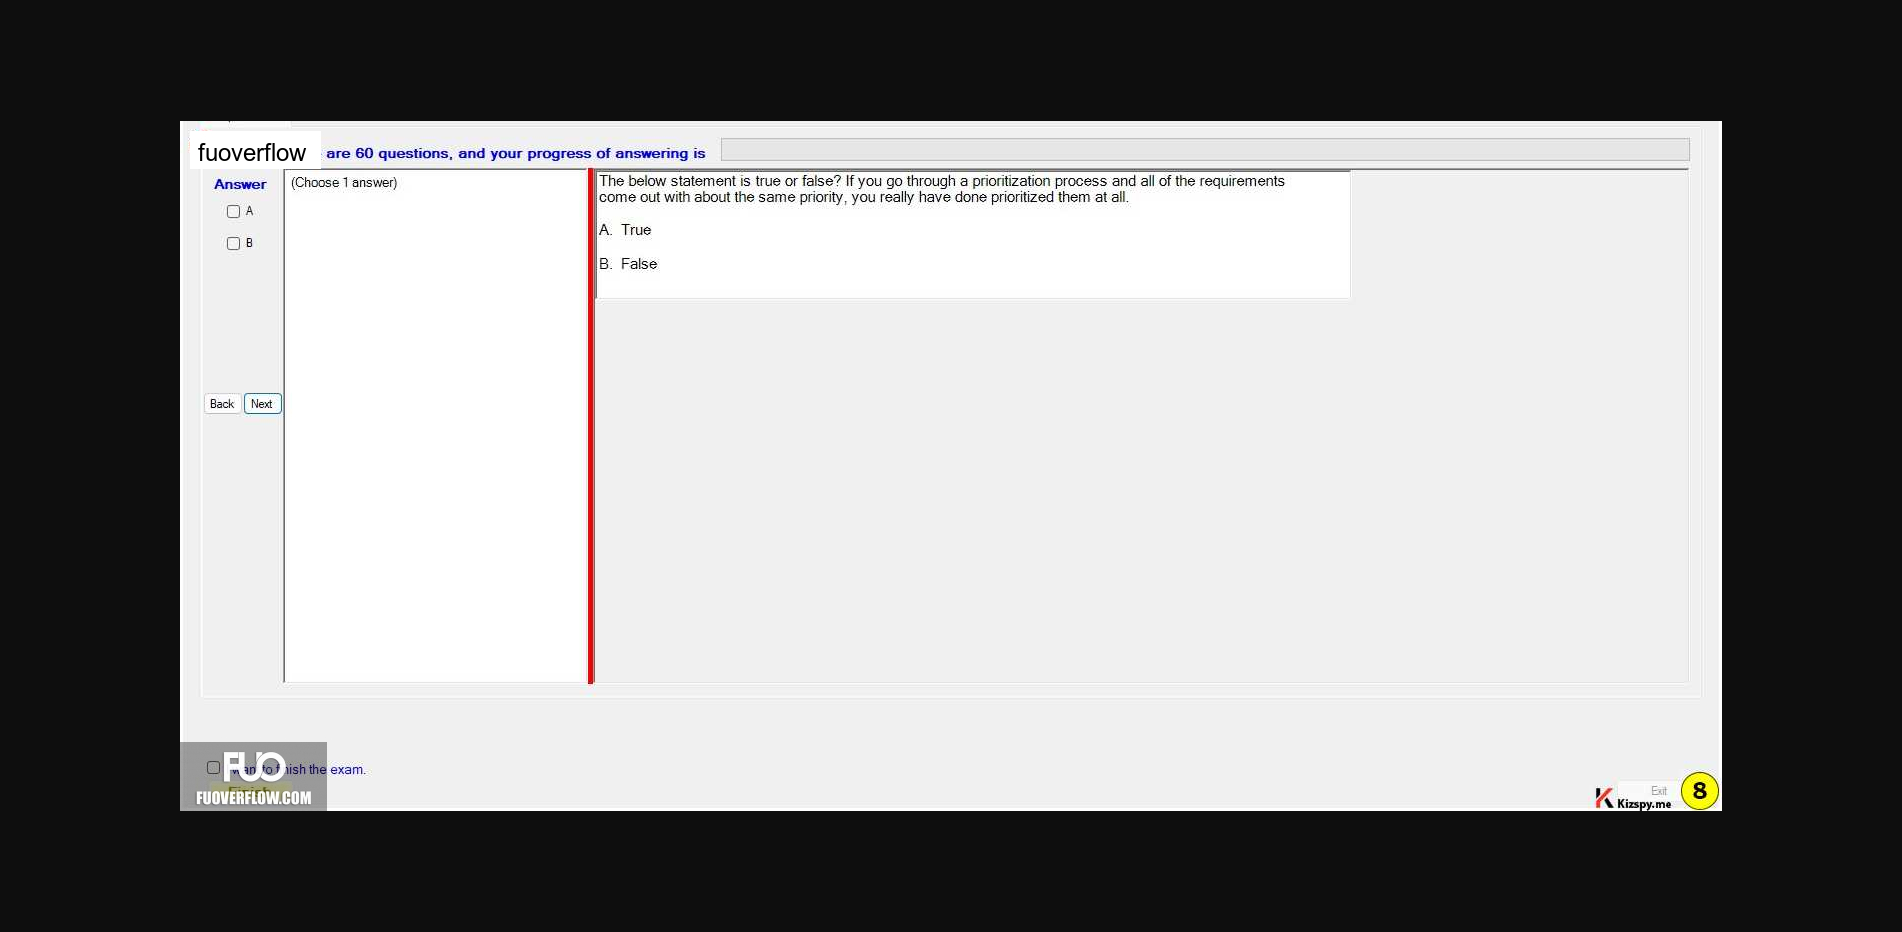 fuoverflow are 60 questions, and your progress of answering is
Answer
(Choose 1 answer)
A
B
The below statement is true or false? If you go through a prioritization process and all of the requirements
come out with about the same priority, you really have done prioritized them at all.
A. True
B. False
Back Next
FUO
to finish the exam.
Finish
FUOVERFLOW.COM
Exit
Kizspy.me
8